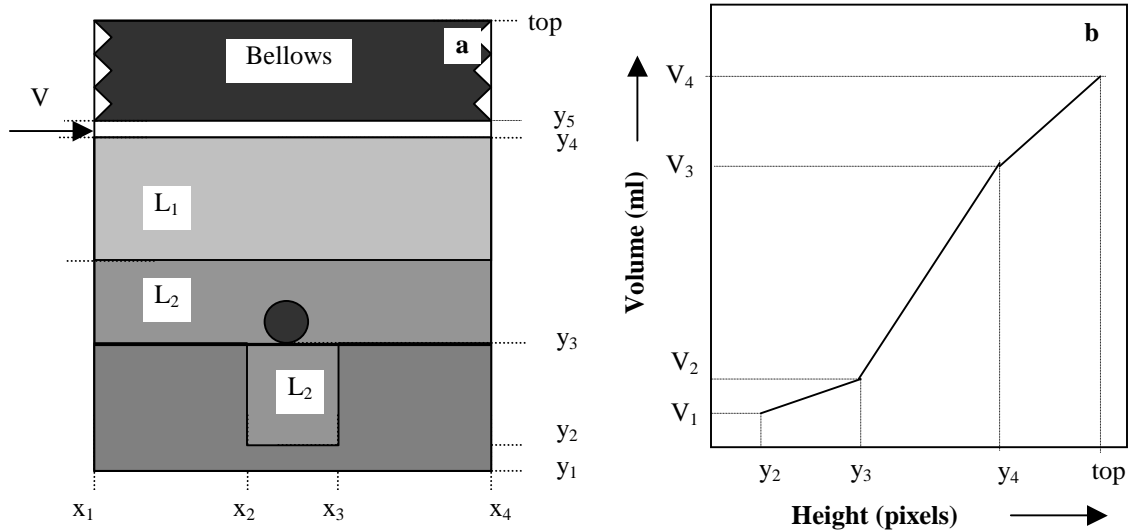 a
top
Bellows
V
y₅
y₄
L₁
L₂
y₃
L₂
y₂
y₁
x₁ x₂ x₃ x₄
b
V₄
V₃
Volume (ml)
V₂
V₁
y₂ y₃ y₄ top
Height (pixels)